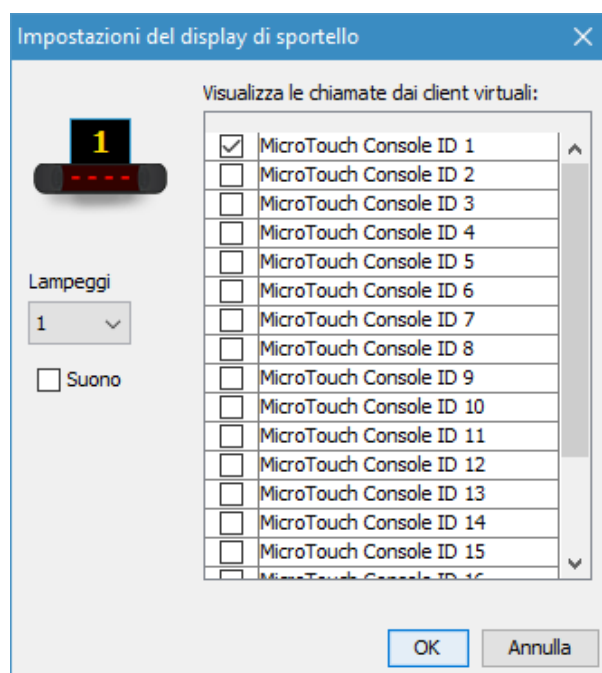 Impostazioni del display di sportello
Visualizza le chiamate dai client virtuali:
1
MicroTouch Console ID 1
MicroTouch Console ID 2
MicroTouch Console ID 3
MicroTouch Console ID 4
MicroTouch Console ID 5
Lampeggi
MicroTouch Console ID 6
1
MicroTouch Console ID 7
MicroTouch Console ID 8
Suono
MicroTouch Console ID 9
MicroTouch Console ID 10
MicroTouch Console ID 11
MicroTouch Console ID 12
MicroTouch Console ID 13
MicroTouch Console ID 14
MicroTouch Console ID 15
MicroTouch Console ID 16
OK
Annulla